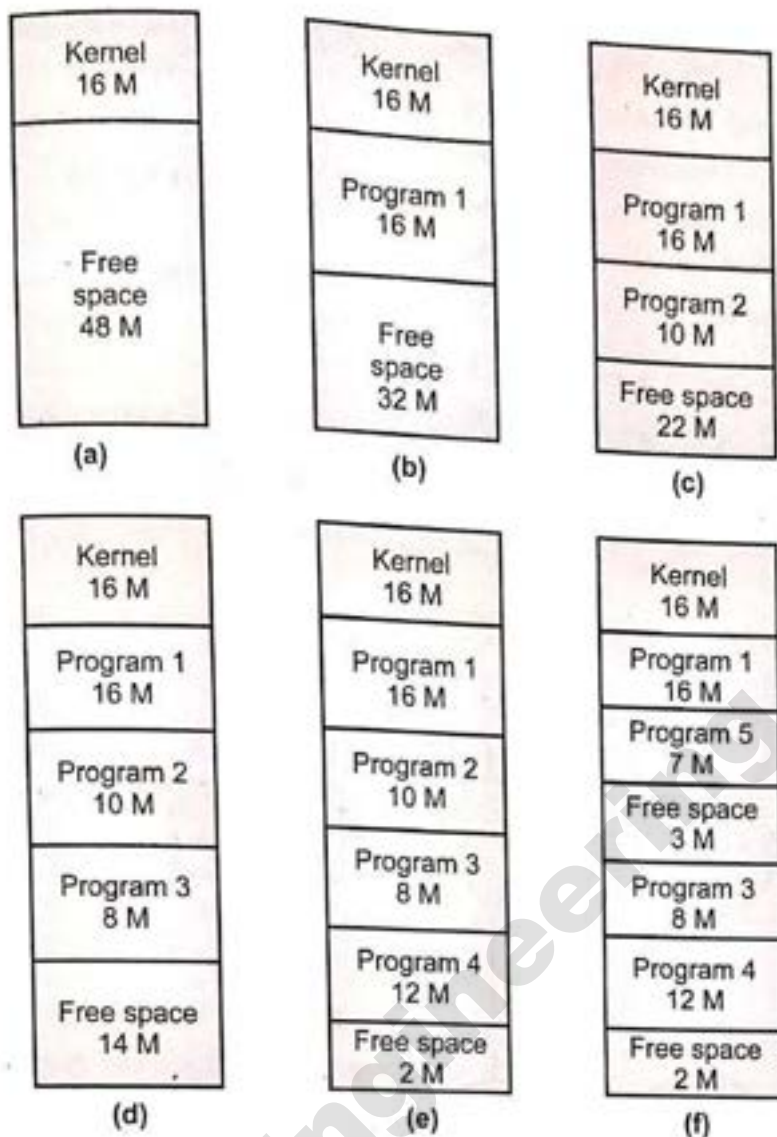 Kernel
16 M
Free
space
48 M
(a)
Kernel
16 M
Program 1
16 M
Free
space
32 M
(b)
Kernel
16 M
Program 1
16 M
Program 2
10 M
Free space
22 M
(c)
Kernel
16 M
Program 1
16 M
Program 2
10 M
Program 3
8 M
Free space
14 M
(d)
Kernel
16 M
Program 1
16 M
Program 2
10 M
Program 3
8 M
Program 4
12 M
Free space
2 M
(e)
Kernel
16 M
Program 1
16 M
Program 5
7 M
Free space
3 M
Program 3
8 M
Program 4
12 M
Free space
2 M
(f)
ngineering